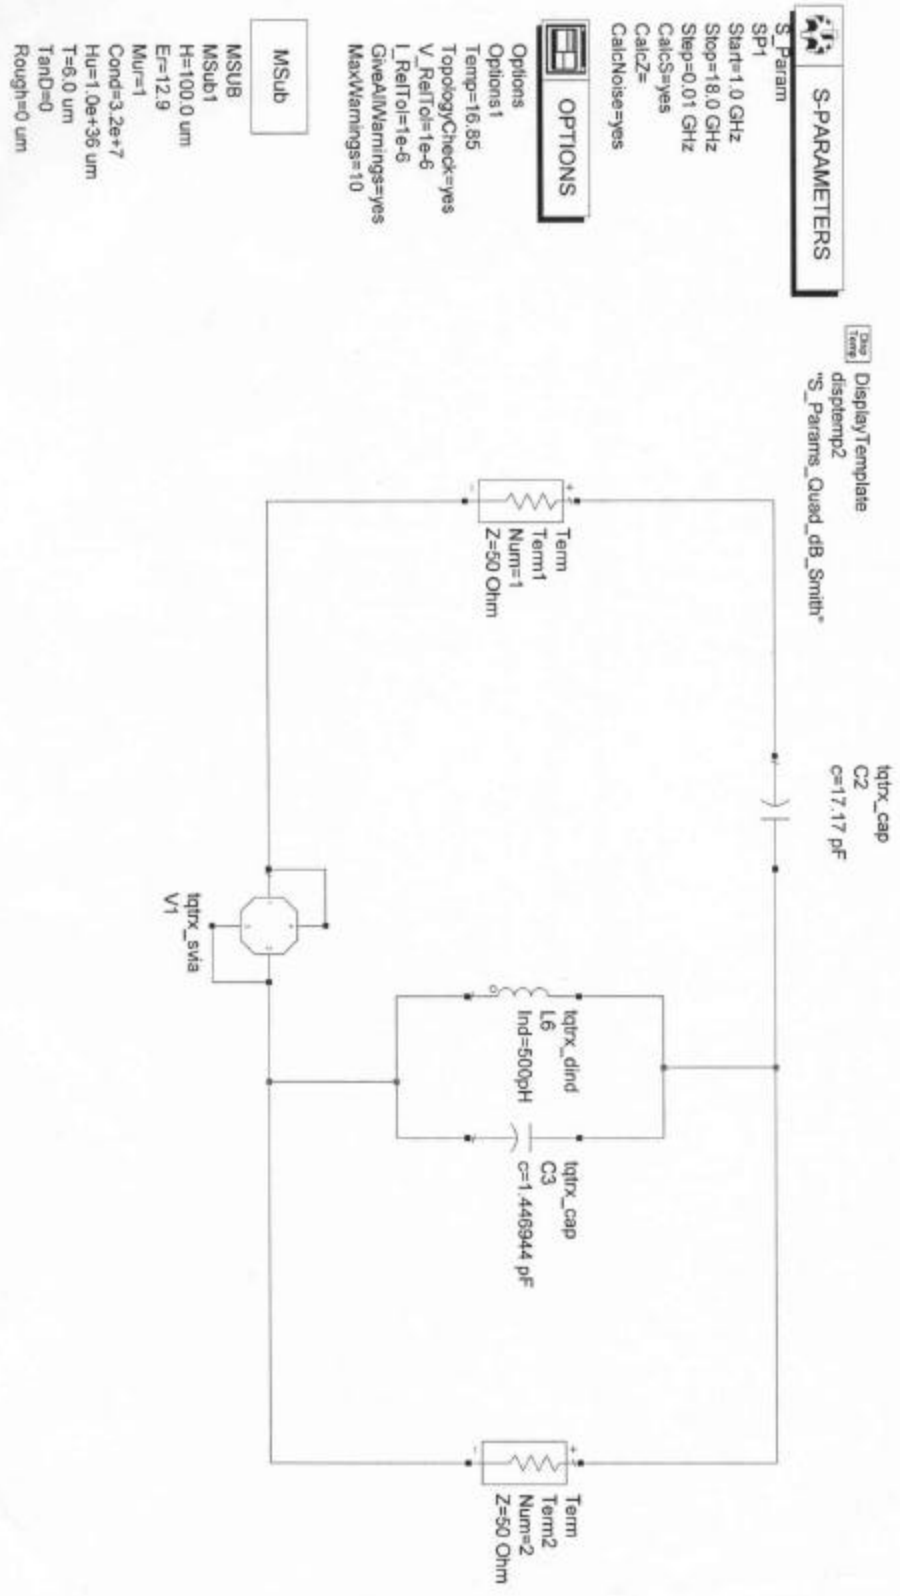 S-PARAMETERS
S_Param
SP1
Start=1.0 GHz
Stop=18.0 GHz
Step=0.01 GHz
CalcS=yes
CalcZ=
CalcNoise=yes
OPTIONS
Options
Options1
Temp=16.85
TopologyCheck=yes
V_RelTol=1e-6
I_RelTol=1e-6
GiveAllWarnings=yes
MaxWarnings=10
MSub
MSUB
MSub1
H=100.0 um
Er=12.9
Mur=1
Cond=3.2e+7
Hu=1.0e+36 um
T=6.0 um
TanD=0
Rough=0 um
Disp
Temp
DisplayTemplate
disptemp2
"S_Params_Quad_dB_Smith"
Term
Term1
Num=1
Z=50 Ohm
tqtrx_cap
C2
c=17.17 pF
tqtrx_svia
V1
tqtrx_dind
L6
Ind=500pH
tqtrx_cap
C3
c=1.446944 pF
Term
Term2
Num=2
Z=50 Ohm